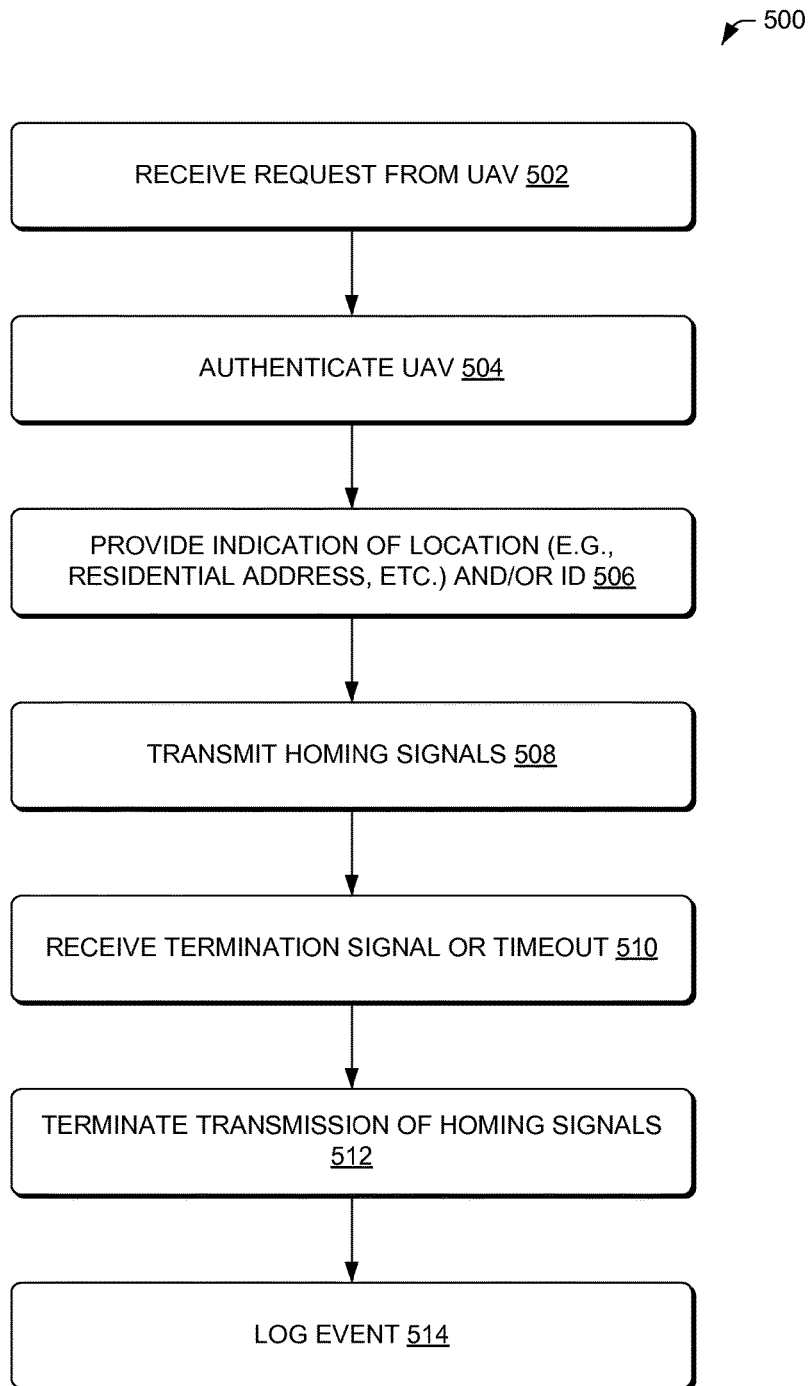 500
RECEIVE REQUEST FROM UAV 502
AUTHENTICATE UAV 504
PROVIDE INDICATION OF LOCATION (E.G.,
RESIDENTIAL ADDRESS, ETC.) AND/OR ID 506
TRANSMIT HOMING SIGNALS 508
RECEIVE TERMINATION SIGNAL OR TIMEOUT 510
TERMINATE TRANSMISSION OF HOMING SIGNALS
512
LOG EVENT 514